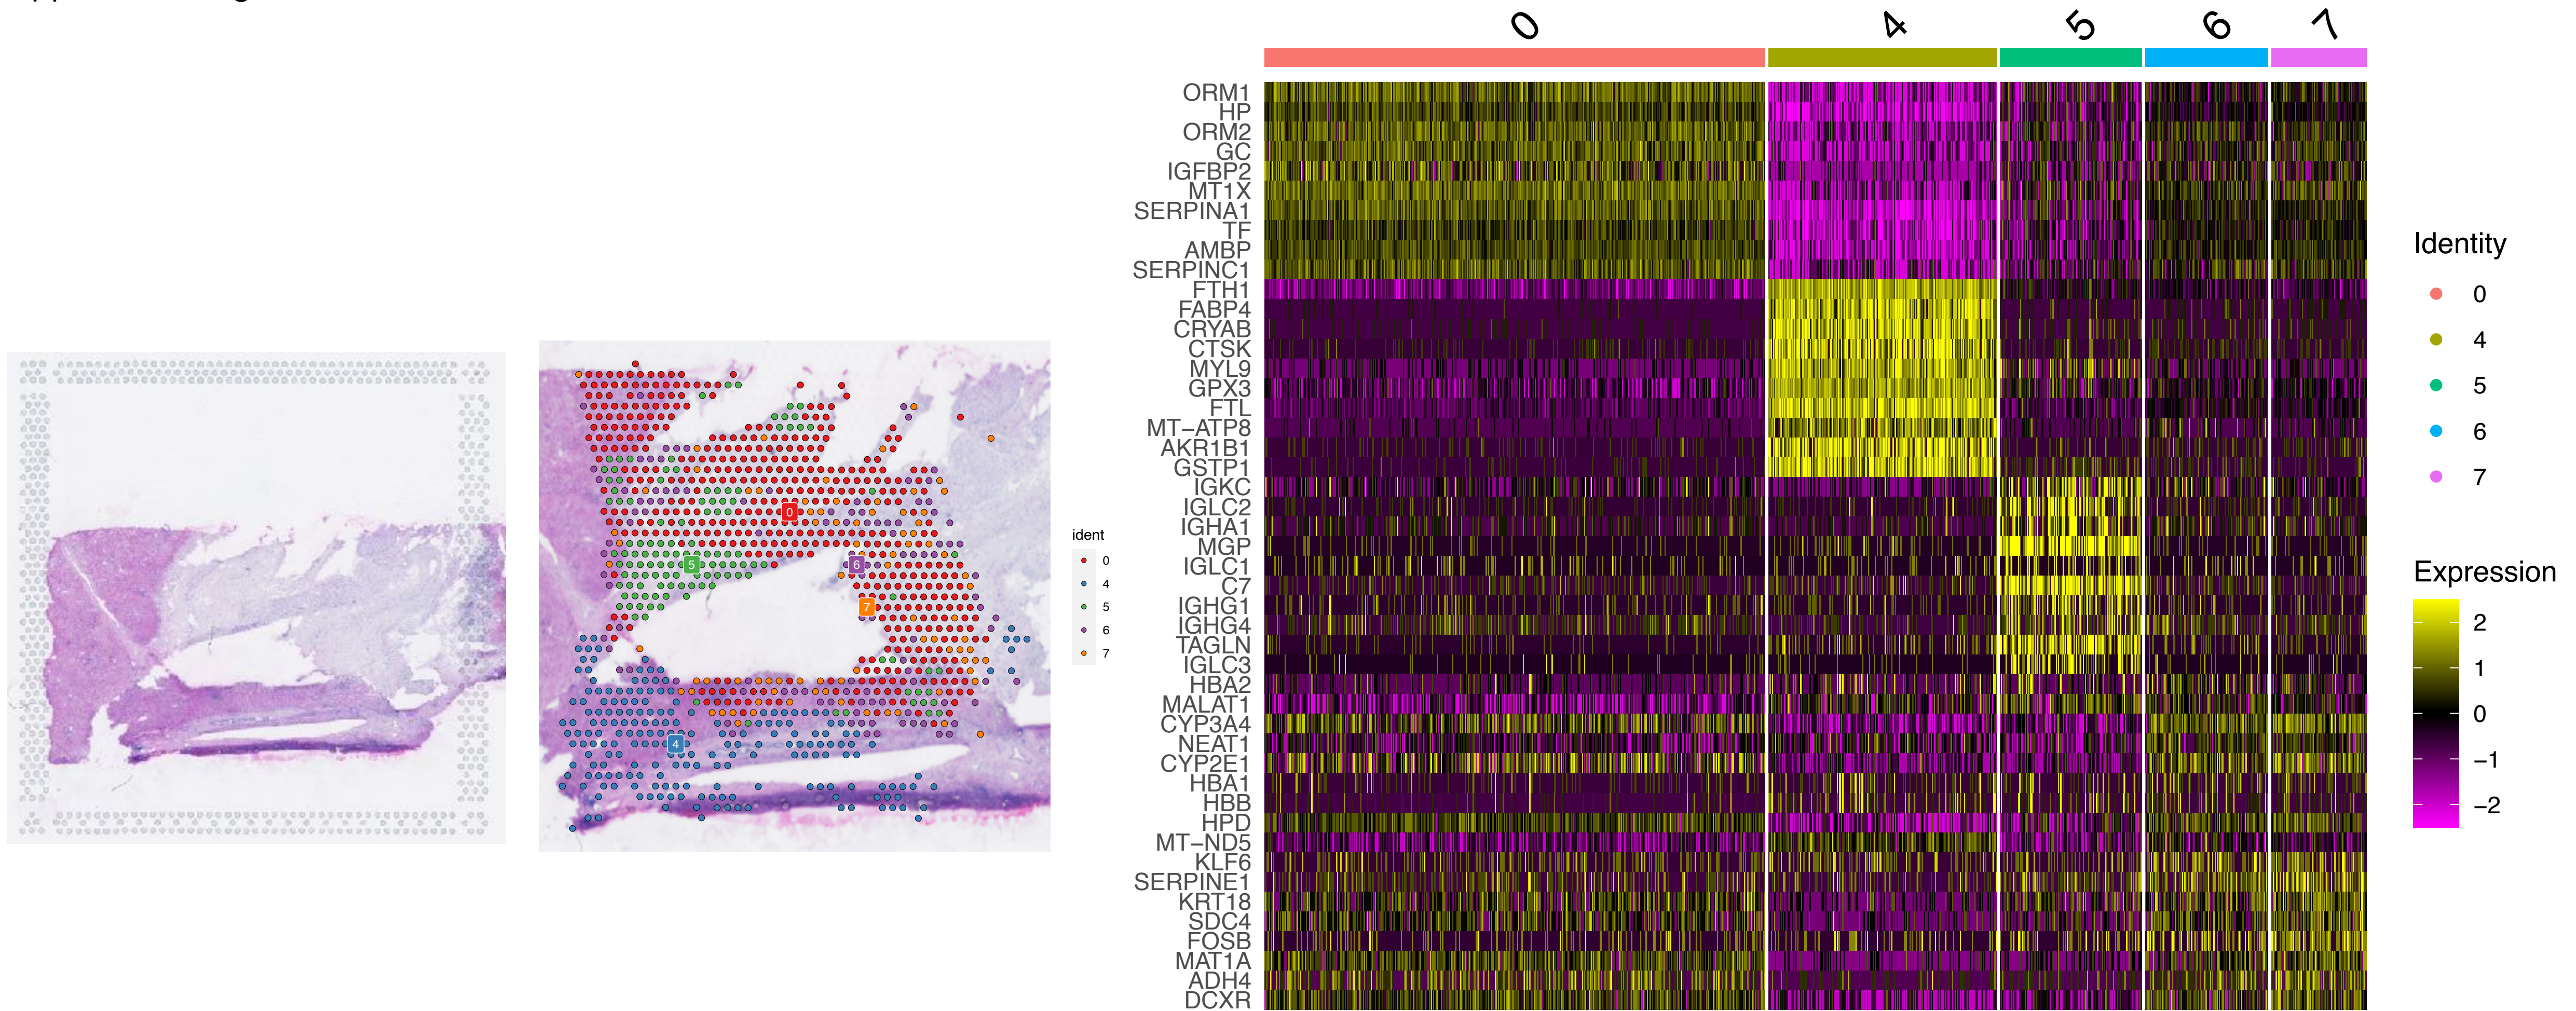 0
5
6
7
4
ident
0
4
5
6
7
0 4 5 6 7
ORM1
HP
ORM2
GC
IGFBP2
MT1X
SERPINA1
TF
AMBP
SERPINC1
FTH1
FABP4
CRYAB
CTSK
MYL9
GPX3
FTL
MT−ATP8
AKR1B1
GSTP1
IGKC
IGLC2
IGHA1
MGP
IGLC1
C7
IGHG1
IGHG4
TAGLN
IGLC3
HBA2
MALAT1
CYP3A4
NEAT1
CYP2E1
HBA1
HBB
HPD
MT−ND5
KLF6
SERPINE1
KRT18
SDC4
FOSB
MAT1A
ADH4
DCXR
Identity
0
4
5
6
7
Expression
2
1
0
−1
−2